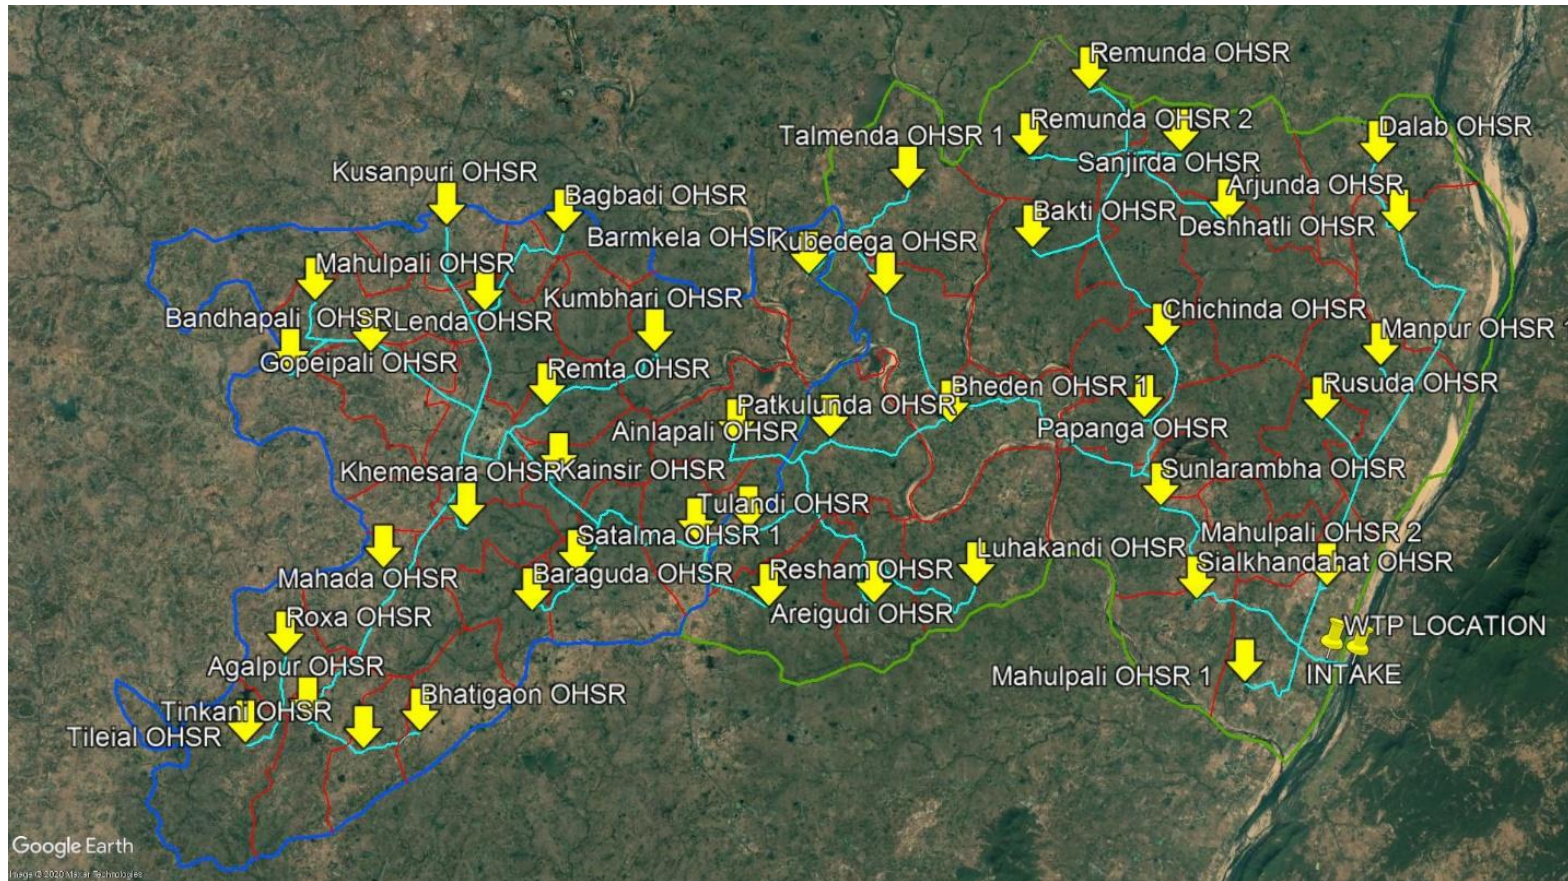 Remunda OHSR
Remunda OHSR 2
Dalab OHSR
Talmenda OHSR 1
Sanjirda OHSR
Kusanpuri OHSR
Arjunda OHSR
Bagbadi OHSR
Bakti OHSR
Deshhatli OHSR
Barmkela OHSR
Kubedega OHSR
Mahulpali OHSR
Kumbhari OHSR
Chichinda OHSR
Bandhapali OHSR
Lenda OHSR
Manpur OHSR
Gopeipali OHSR
Remta OHSR
Bheden OHSR 1
Rusuda OHSR
Patkulunda OHSR
Ainlapali OHSR
Papanga OHSR
Khemesara OHSR
Kainsir OHSR
Sunlarambha OHSR
Tulandi OHSR
Satalma OHSR 1
Mahulpali OHSR 2
Luhakandi OHSR
Sialkhandahat OHSR
Mahada OHSR
Baraguda OHSR
Resham OHSR
Areigudi OHSR
Roxa OHSR
WTP LOCATION
Agalpur OHSR
Mahulpali OHSR 1
INTAKE
Bhatigaon OHSR
Tinkani OHSR
Tileial OHSR
Google Earth
Image © 2020 Maxar Technologies